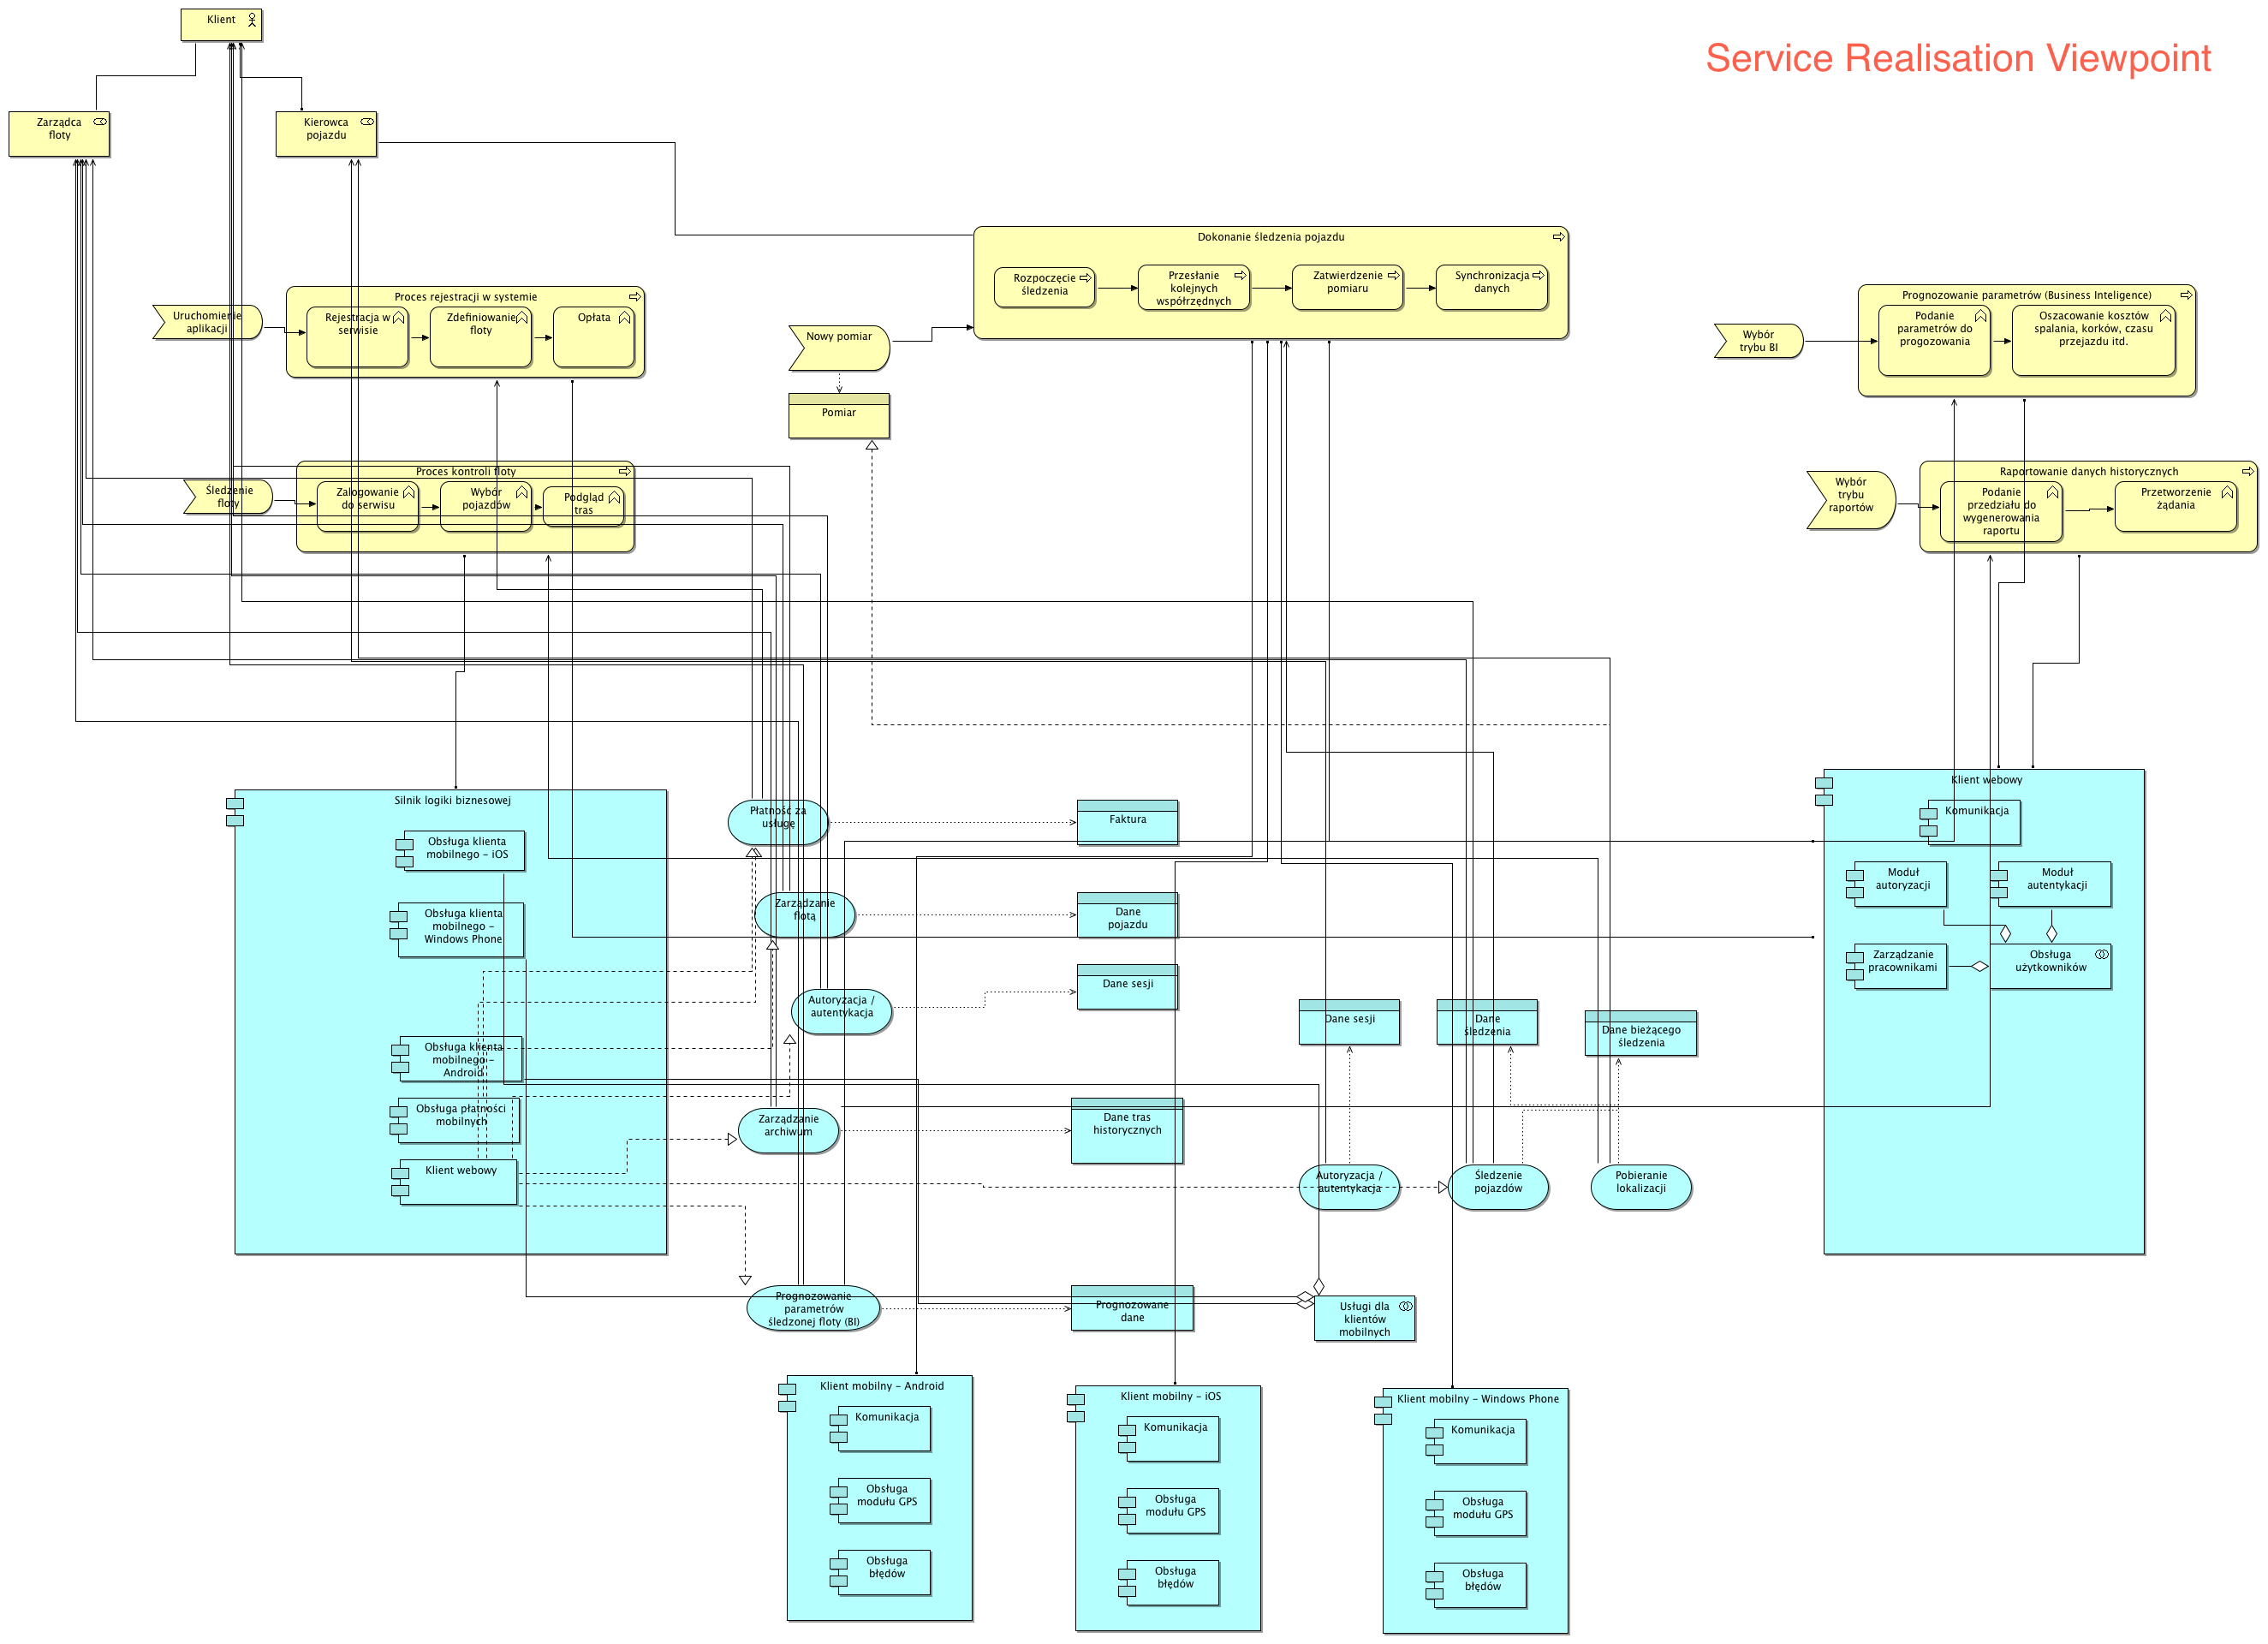 Klient
Service Realisation Viewpoint
Zarządca
floty
Kierowca
pojazdu
Dokonanie śledzenia pojazdu
Rozpoczęcie
śledzenia
Przesłanie
kolejnych
współrzędnych
Zatwierdzenie
pomiaru
Synchronizacja
danych
Proces rejestracji w systemie
Uruchomienie
aplikacji
Rejestracja w
serwisie
Zdefiniowanie
floty
Opłata
Nowy pomiar
Pomiar
Prognozowanie parametrów (Business Inteligence)
Wybór
trybu BI
Podanie
parametrów do
progozowania
Oszacowanie kosztów
spalania, korków, czasu
przejazdu itd.
Proces kontroli floty
Śledzenie
floty
Zalogowanie
do serwisu
Wybór
pojazdów
Podgląd
tras
Raportowanie danych historycznych
Wybór
trybu
raportów
Podanie
przedziału do
wygenerowania
raportu
Przetworzenie
żądania
Silnik logiki biznesowej
Obsługa klienta
mobilnego - iOS
Obsługa klienta
mobilnego -
Windows Phone
Obsługa klienta
mobilnego -
Android
Obsługa płatności
mobilnych
Klient webowy
Płatność za
usługę
Faktura
Zarządzanie
flotą
Dane
pojazdu
Autoryzacja /
autentykacja
Dane sesji
Zarządzanie
archiwum
Dane tras
historycznych
Prognozowanie
parametrów
śledzonej floty (BI)
Prognozowane
dane
Dane sesji
Dane
śledzenia
Dane bieżącego
śledzenia
Autoryzacja /
autentykacja
Śledzenie
pojazdów
Pobieranie
lokalizacji
Usługi dla
klientów
mobilnych
Klient webowy
Komunikacja
Moduł
autoryzacji
Moduł
autentykacji
Zarządzanie
pracownikami
Obsługa
użytkowników
Klient mobilny - Android
Komunikacja
Obsługa
modułu GPS
Obsługa
błędów
Klient mobilny - iOS
Komunikacja
Obsługa
modułu GPS
Obsługa
błędów
Klient mobilny - Windows Phone
Komunikacja
Obsługa
modułu GPS
Obsługa
błędów